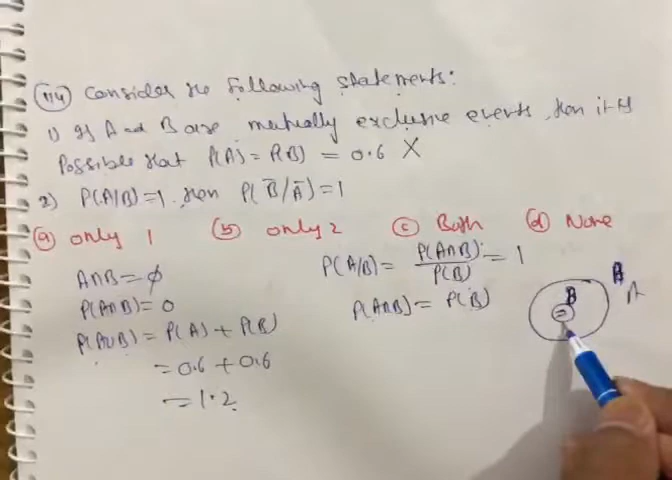 (114) Consider the following statements:
1) If A and B are mutually exclusive events, then it is
Possible that P(A) = P(B) = 0.6 X
2) P(A/B)=1, then P(B̅/A̅)=1
(a) only 1 (b) only 2 (c) Both (d) None
A∩B=ϕ
P(A∩B)=0
P(A∪B) = P(A) + P(B)
= 0.6 + 0.6
= 1.2
P(A/B) = P(A∩B)/P(B) = 1
P(A∩B) = P(B)
B
A